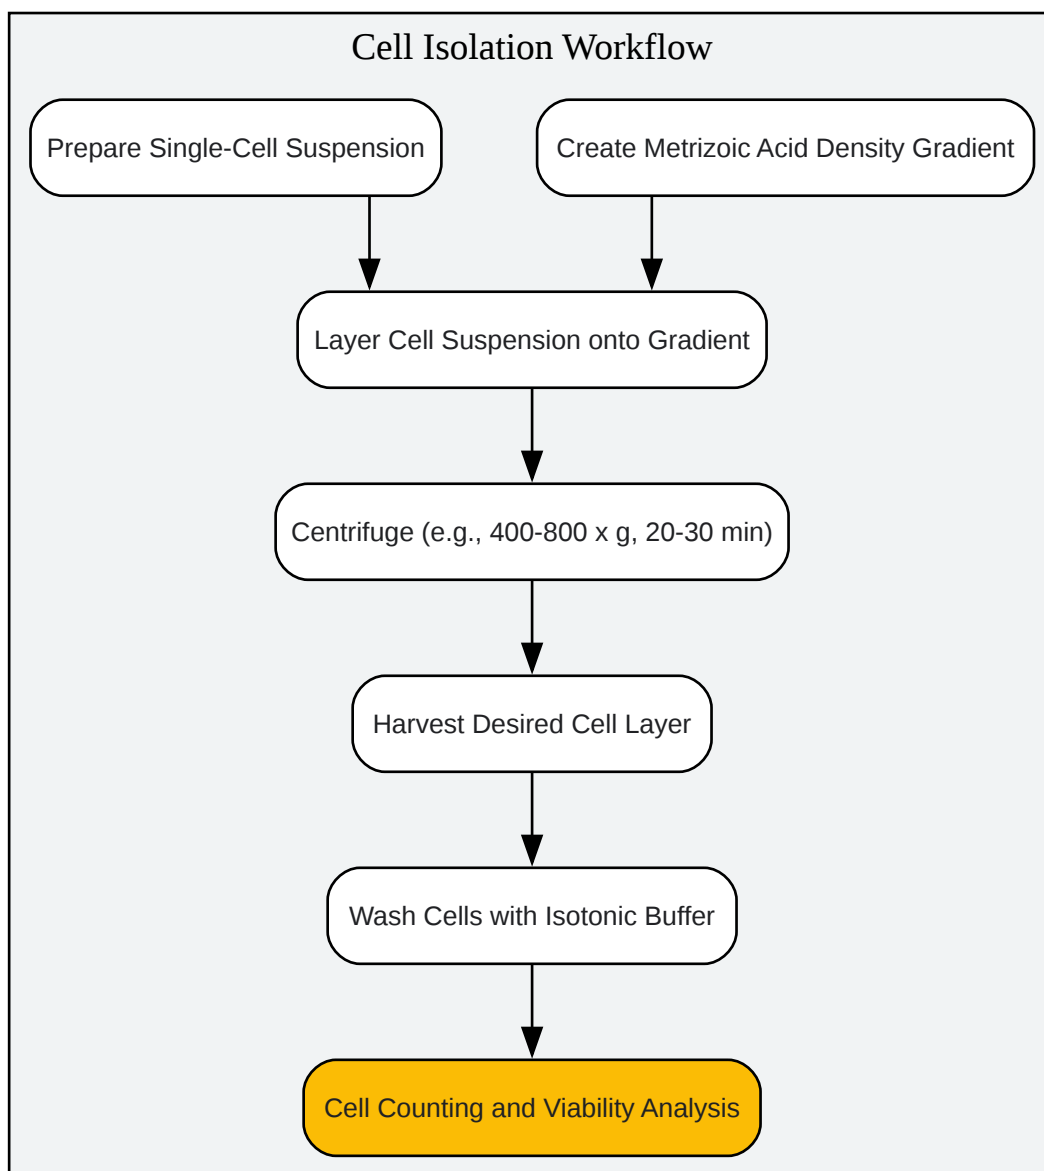 Cell Isolation Workflow
Prepare Single-Cell Suspension
Create Metrizoic Acid Density Gradient
Layer Cell Suspension onto Gradient
Centrifuge (e.g., 400-800 x g, 20-30 min)
Harvest Desired Cell Layer
Wash Cells with Isotonic Buffer
Cell Counting and Viability Analysis